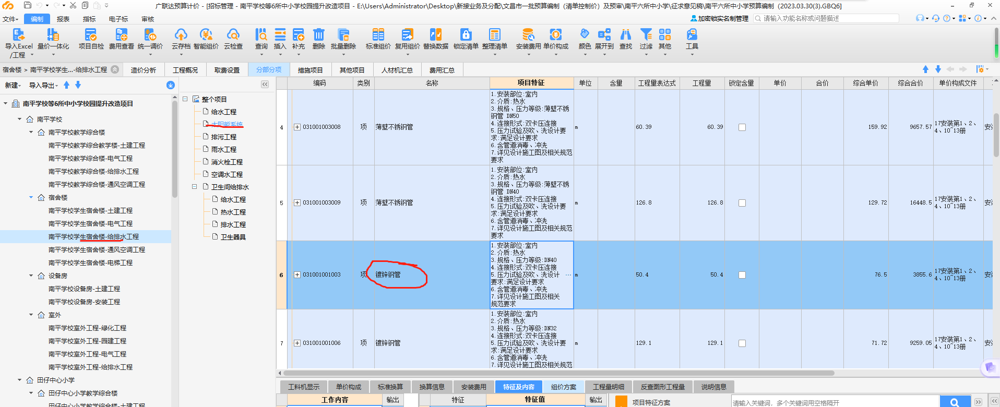 广联达预算计价 - [招标管理 - 南平学校等6所中小学校园提升改造项目 - E:\Users\Administrator\Desktop\新接业务及分配\文昌市一批预算编制（清单控制价）及预审\南平六所中小学\征求意见稿\南平六所中小学预算编制（2023.03.30(3).GBQ6]
文件 编制 报表 指标 电子标 审核
加密锁实名制管理 请输入功能名称或问题描述
导入Excel/工程 量价一体化 项目自检 费用查看 统一调价 云存档 智能组价 云检查 查询 插入 补充 删除 批量删除 标准组价 复用组价 替换数据 锁定清单 整理清单 安装费用 单价构成 颜色 展开到 查找 过滤 其他 工具
宿舍楼 > 南平学校学生...-给排水工程 造价分析 工程概况 取费设置 分部分项 措施项目 其他项目 人材机汇总 费用汇总
新建 导入导出
南平学校等6所中小学校园提升改造项目
南平学校
南平学校教学综合楼
南平学校教学综合教学楼-土建工程
南平学校教学综合楼-电气工程
南平学校教学综合楼-给排水工程
南平学校教学综合楼-通风空调工程
宿舍楼
南平学校学生宿舍楼-土建工程
南平学校学生宿舍楼-电气工程
南平学校学生宿舍楼-给排水工程
南平学校学生宿舍楼-通风空调工程
南平学校学生宿舍楼-电梯工程
设备房
南平学校设备房-土建工程
南平学校设备房-安装工程
室外
南平学校室外工程-绿化工程
南平学校室外工程-园建工程
南平学校室外工程-电气工程
南平学校室外工程-给排水工程
田仔中心小学
田仔中心小学教学综合楼
田仔中心小学教学综合楼-土建工程
整个项目
给水工程
太阳能系统
排污工程
雨水工程
消火栓工程
空调水工程
卫生间给排水
给水工程
热水工程
排水工程
卫生器具
编码 类别 名称 项目特征 单位 含量 工程量表达式 工程量 锁定含量 单价 合价 综合单价 综合合价 单价构成文件
4 031001003008 项 薄壁不锈钢管
1.安装部位:室内
2.介质:热水
3.规格、压力等级:薄壁不锈
钢管 DN50
4.连接形式:双卡压连接
5.压力试验及吹、洗设计要
求:满足设计要求
6.含管道消毒、冲洗
7.详见设计施工图及相关规范
要求
m 60.39 60.39 159.92 9657.57 17安装第1、2、
4、10~13册 安
5 031001003009 项 薄壁不锈钢管
1.安装部位:室内
2.介质:热水
3.规格、压力等级:薄壁不锈
钢管 DN40
4.连接形式:双卡压连接
5.压力试验及吹、洗设计要
求:满足设计要求
6.含管道消毒、冲洗
7.详见设计施工图及相关规范
要求
m 126.8 126.8 129.72 16448.5 17安装第1、2、
4、10~13册 安
6 031001001003 项 镀锌钢管
1.安装部位:室内
2.介质:热水
3.规格、压力等级:DN40
4.连接形式:双卡压连接
5.压力试验及吹、洗设计
要求:满足设计要求
6.含管道消毒、冲洗
7.详见设计施工图及相关
规范要求
··· m 50.4 50.4 76.5 3855.6 17安装第1、2、
4、10~13册 安
7 031001001006 项 镀锌钢管
1.安装部位:室内
2.介质:热水
3.规格、压力等级:DN32
4.连接形式:双卡压连接
5.压力试验及吹、洗设计要
求:满足设计要求
6.含管道消毒、冲洗
7.详见设计施工图及相关规范
m 129.1 129.1 71.72 9259.05 17安装第1、2、
4、10~13册 安
工料机显示 单价构成 标准换算 换算信息 安装费用 特征及内容 组价方案 工程量明细 反查图形工程量 说明信息
工作内容 输出 特征 特征值 输出 项目特征方案 请输入关键词，多个关键词用空格隔开